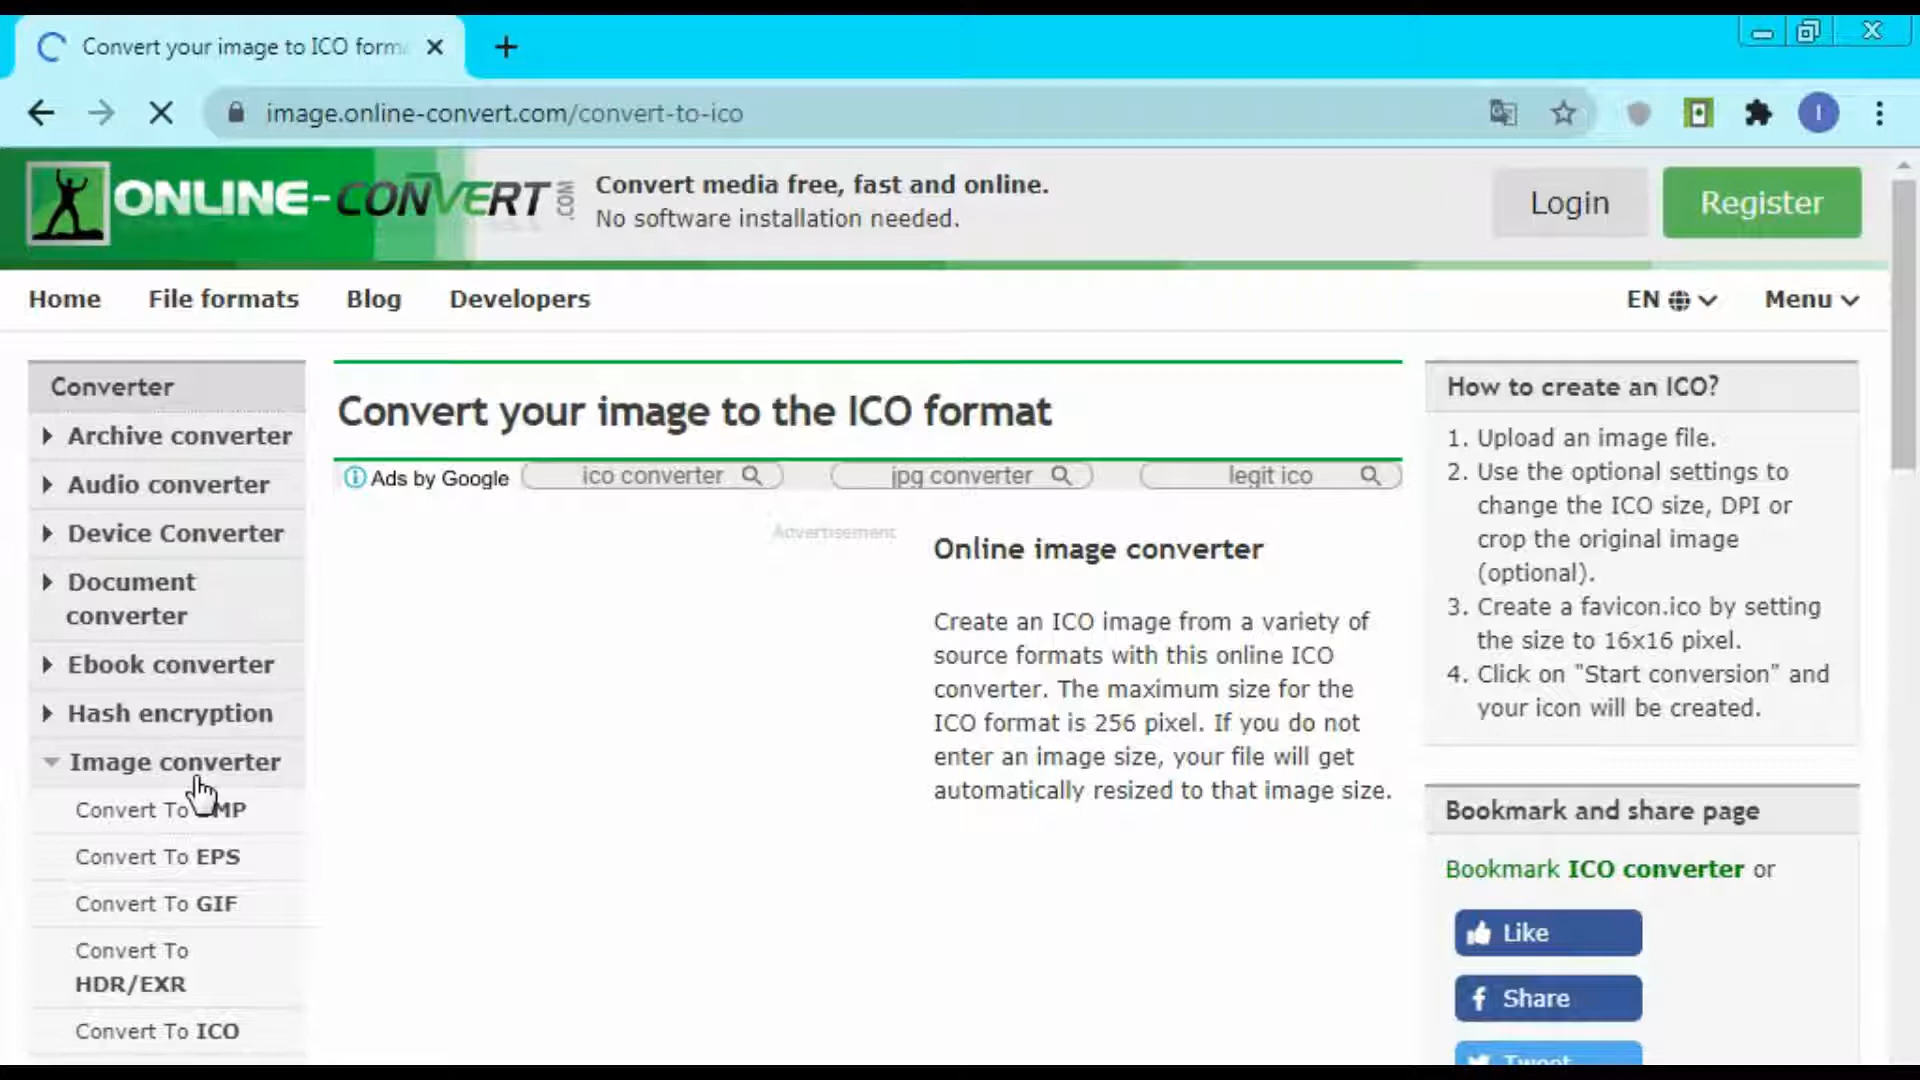 Convert your image to ICO form
image.online-convert.com/convert-to-ico
I
ONLINE-CONVERT.COM
Convert media free, fast and online.
No software installation needed.
Login
Register
Home
File formats
Blog
Developers
EN
Menu
Converter
Archive converter
Audio converter
Device Converter
Document
converter
Ebook converter
Hash encryption
Image converter
Convert To MP
Convert To EPS
Convert To GIF
Convert To
HDR/EXR
Convert To ICO
Convert your image to the ICO format
Ads by Google
ico converter
jpg converter
legit ico
Advertisement
Online image converter
Create an ICO image from a variety of
source formats with this online ICO
converter. The maximum size for the
ICO format is 256 pixel. If you do not
enter an image size, your file will get
automatically resized to that image size.
How to create an ICO?
1. Upload an image file.
2. Use the optional settings to
change the ICO size, DPI or
crop the original image
(optional).
3. Create a favicon.ico by setting
the size to 16x16 pixel.
4. Click on "Start conversion" and
your icon will be created.
Bookmark and share page
Bookmark ICO converter or
Like
Share
Tweet